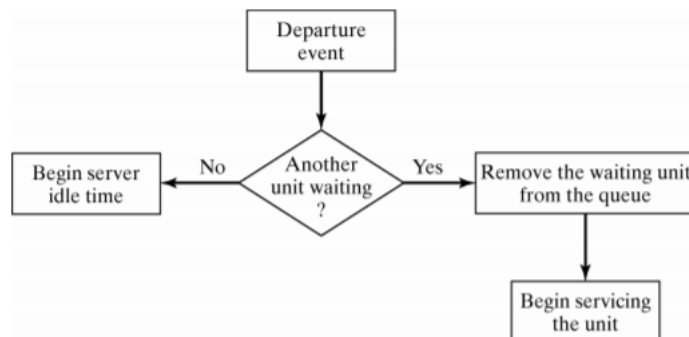 Departure
event
No
Another
unit waiting
?
Yes
Begin server
idle time
Remove the waiting unit
from the queue
Begin servicing
the unit